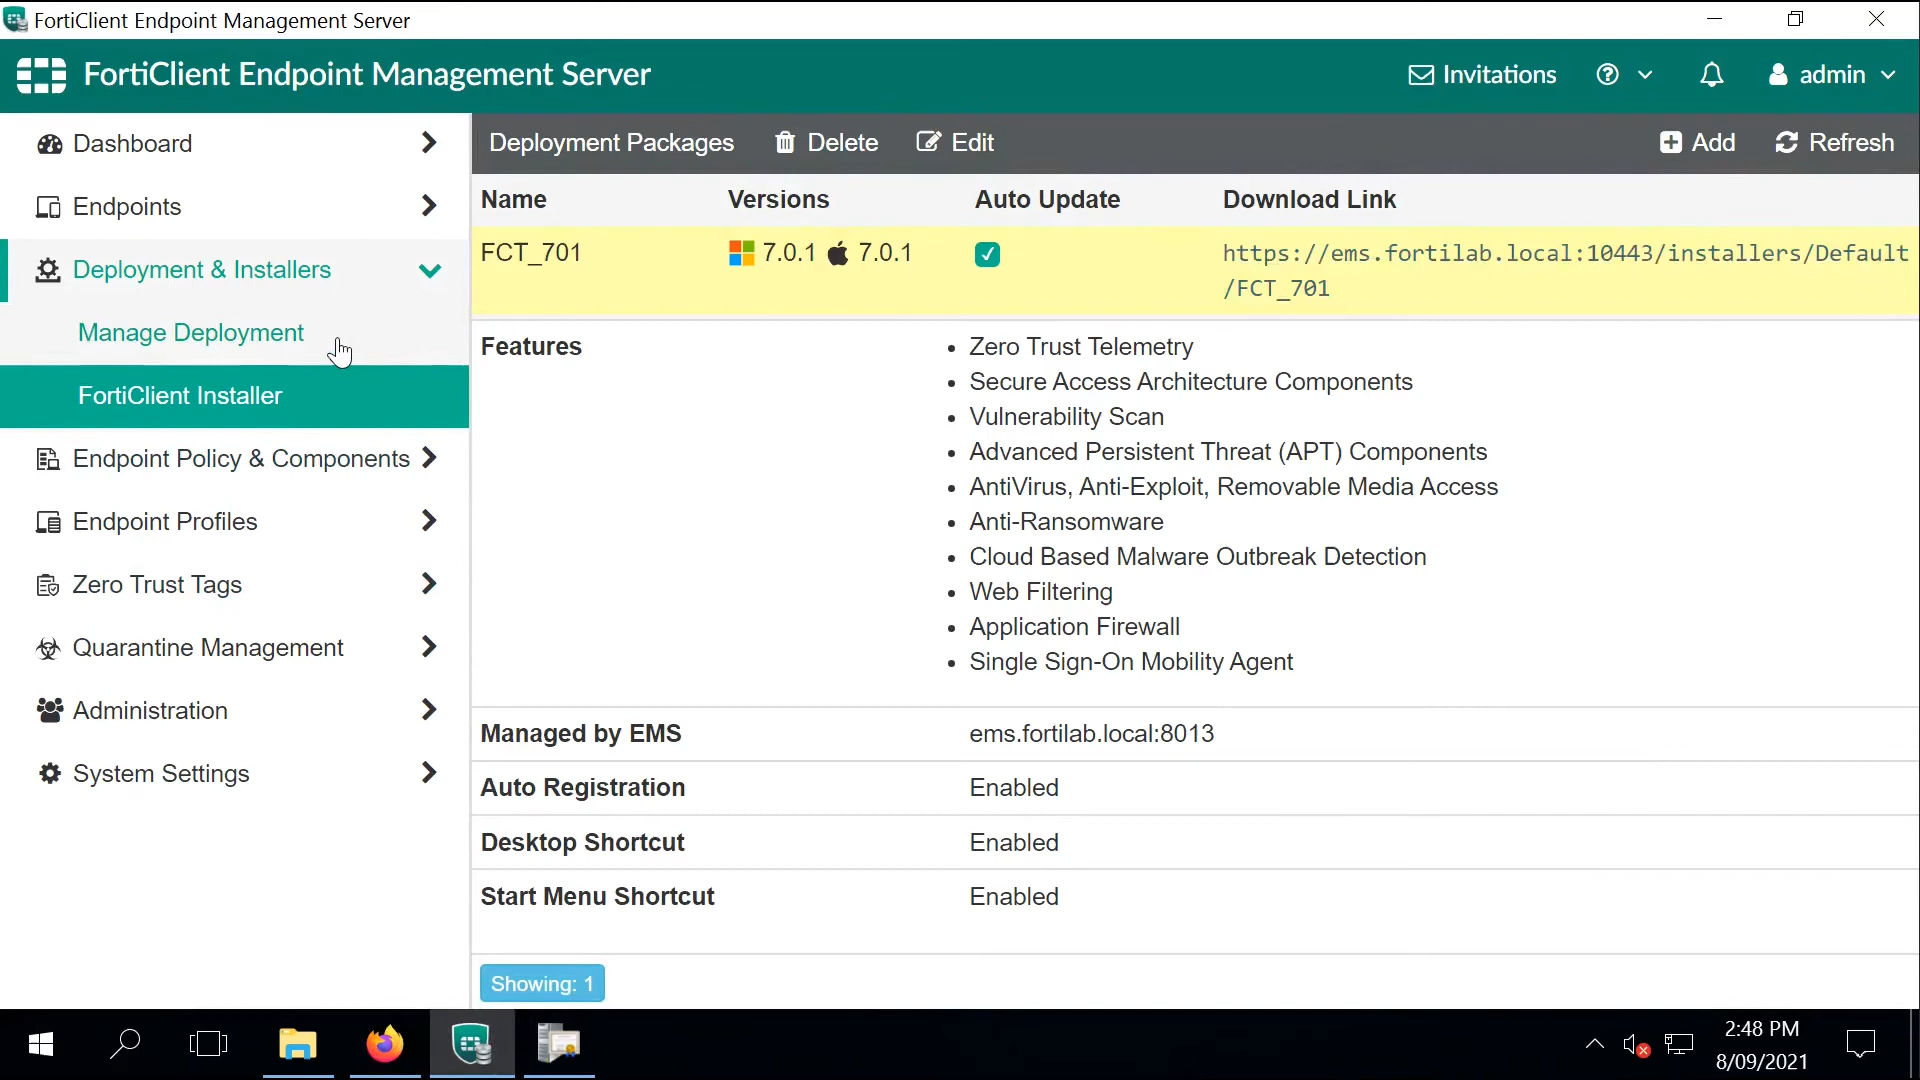 FortiClient Endpoint Management Server
FortiClient Endpoint Management Server
Invitations
admin
Dashboard
Endpoints
Deployment & Installers
Manage Deployment
FortiClient Installer
Endpoint Policy & Components
Endpoint Profiles
Zero Trust Tags
Quarantine Management
Administration
System Settings
Deployment Packages Delete Edit Add Refresh
Name Versions Auto Update Download Link
FCT_701 7.0.1 7.0.1 https://ems.fortilab.local:10443/installers/Default
/FCT_701
Features
• Zero Trust Telemetry
• Secure Access Architecture Components
• Vulnerability Scan
• Advanced Persistent Threat (APT) Components
• AntiVirus, Anti-Exploit, Removable Media Access
• Anti-Ransomware
• Cloud Based Malware Outbreak Detection
• Web Filtering
• Application Firewall
• Single Sign-On Mobility Agent
Managed by EMS ems.fortilab.local:8013
Auto Registration Enabled
Desktop Shortcut Enabled
Start Menu Shortcut Enabled
Showing: 1
2:48 PM
8/09/2021